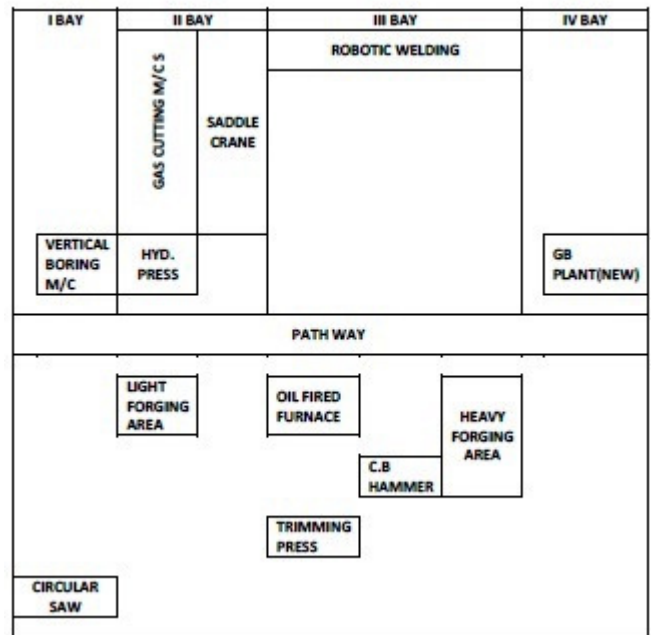 I BAY
II BAY
III BAY
IV BAY
ROBOTIC WELDING
GAS CUTTING M/C S
SADDLE
CRANE
VERTICAL
BORING
M/C
HYD.
PRESS
GB
PLANT(NEW)
PATH WAY
LIGHT
FORGING
AREA
OIL FIRED
FURNACE
HEAVY
FORGING
AREA
C.B
HAMMER
TRIMMING
PRESS
CIRCULAR
SAW